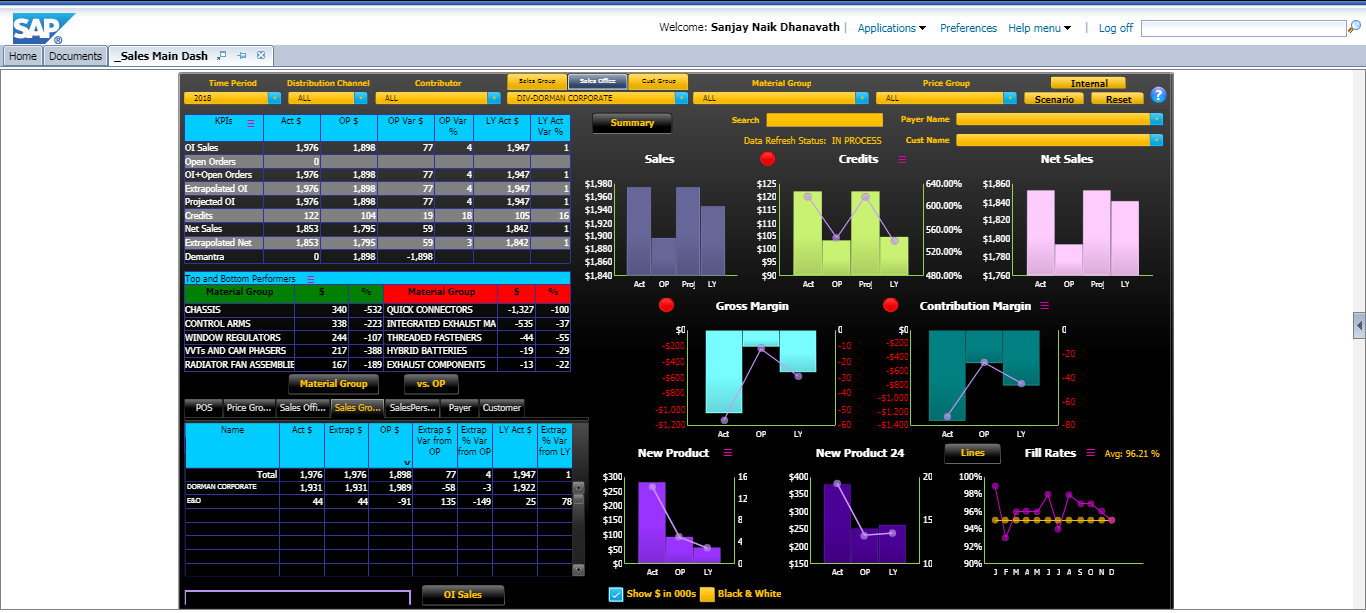 SAP ®
Welcome: Sanjay Naik Dhanavath | Applications Preferences Help menu | Log off
Home Documents _Sales Main Dash
Time Period Distribution Channel Contributor Sales Group Sales Office Cust Group Material Group Price Group Internal
2018 ALL ALL DIV-DORMAN CORPORATE ALL ALL Scenario Reset ?
KPIs Act $ OP $ OP Var $ OP Var % LY Act $ LY Act Var %
OI Sales 1,976 1,898 77 4 1,947 1
Open Orders 0
OI+Open Orders 1,976 1,898 77 4 1,947 1
Extrapolated OI 1,976 1,898 77 4 1,947 1
Projected OI 1,976 1,898 77 4 1,947 1
Credits 122 104 19 18 105 16
Net Sales 1,853 1,795 59 3 1,842 1
Extrapolated Net 1,853 1,795 59 3 1,842 1
Demantra 0 1,898 -1,898
Top and Bottom Performers
Material Group $ % Material Group $ %
CHASSIS 340 -532 QUICK CONNECTORS -1,327 -100
CONTROL ARMS 338 -223 INTEGRATED EXHAUST MA -535 -37
WINDOW REGULATORS 244 -107 THREADED FASTENERS -44 -55
VVTs AND CAM PHASERS 217 -388 HYBRID BATTERIES -19 -29
RADIATOR FAN ASSEMBLIE 167 -189 EXHAUST COMPONENTS -13 -22
Material Group vs. OP
POS Price Gro... Sales Offi... Sales Gro... SalesPers... Payer Customer
Name Act $ Extrap $ OP $ Extrap $ Var from OP Extrap % Var from OP LY Act $ Extrap % Var from LY
Total 1,976 1,976 1,898 77 4 1,947 1
DORMAN CORPORATE 1,931 1,931 1,989 -58 -3 1,922
E&O 44 44 -91 135 -149 25 78
OI Sales
Summary
Search
Payer Name
Data Refresh Status: IN PROCESS
Cust Name
Sales
$1,980
$1,960
$1,940
$1,920
$1,900
$1,880
$1,860
$1,840
Act OP Proj LY
Credits
$125
$120
$115
$110
$105
$100
$95
$90
640.00%
600.00%
560.00%
520.00%
480.00%
Act OP Proj LY
Net Sales
$1,860
$1,840
$1,820
$1,800
$1,780
$1,760
Act OP Proj LY
Gross Margin
$0
-$200
-$400
-$600
-$800
-$1,000
-$1,200
0
-10
-20
-30
-40
-50
-60
Act OP LY
Contribution Margin
$0
-$200
-$400
-$600
-$800
-$1,000
-$1,200
-$1,400
0
-20
-40
-60
-80
Act OP LY
New Product
$300
$250
$200
$150
$100
$50
$0
16
12
8
4
0
Act OP LY
New Product 24
$400
$350
$300
$250
$200
$150
20
15
10
Act OP LY
Lines
Fill Rates
Avg: 96.21 %
100%
98%
96%
94%
92%
90%
J F M A M J J A S O N D
Show $ in 000s Black & White